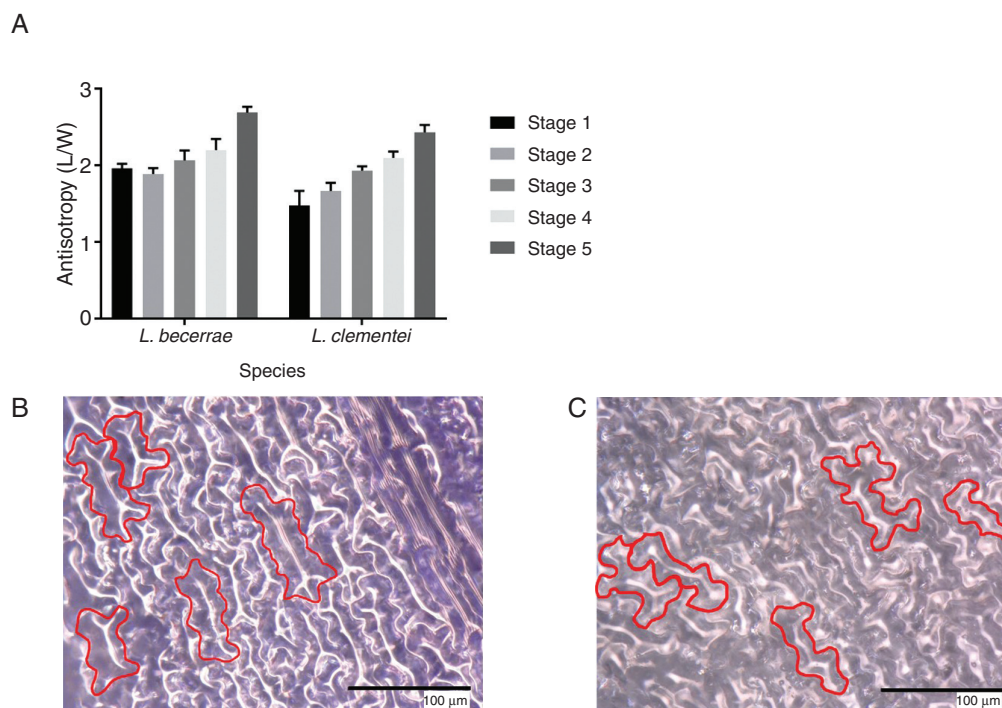 A
3
2
1
0
Antisotropy (L/W)
L. becerrae
L. clementei
Species
Stage 1
Stage 2
Stage 3
Stage 4
Stage 5
B
100 µm
C
100 µm